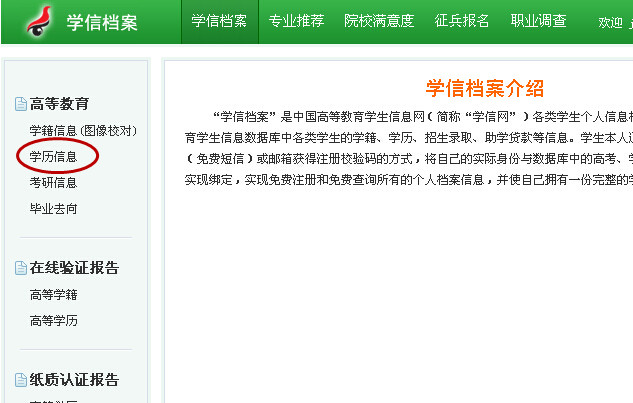 学信档案
学信档案 专业推荐 院校满意度 征兵报名 职业调查 欢迎
高等教育
学籍信息(图像校对)
学历信息
考研信息
毕业去向
在线验证报告
高等学籍
高等学历
纸质认证报告
学信档案介绍
“学信档案”是中国高等教育学生信息网(简称“学信网”)各类学生个人信息
育学生信息数据库中各类学生的学籍、学历、招生录取、助学贷款等信息。学生本人
(免费短信)或邮箱获得注册校验码的方式,将自己的实际身份与数据库中的高考、
实现绑定,实现免费注册和免费查询所有的个人档案信息,并使自己拥有一份完整的